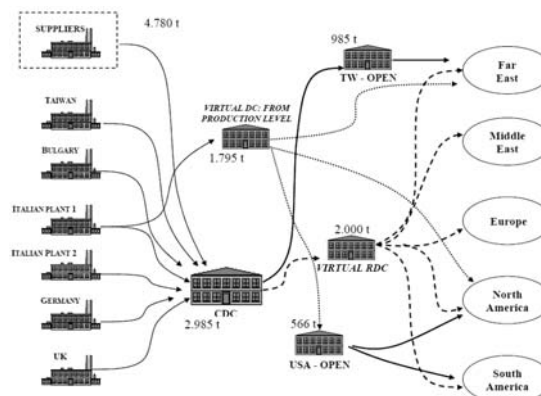 SUPPLIERS
4.780 t
985 t
TW - OPEN
Far
East
TAIWAN
VIRTUAL DC: FROM
PRODUCTION LEVEL
1.795 t
Middle
East
BULGARY
ITALIAN PLANT 1
Europe
2.000 t
VIRTUAL RDC
ITALIAN PLANT 2
CDC
2.985 t
North
America
GERMANY
566 t
USA - OPEN
UK
South
America